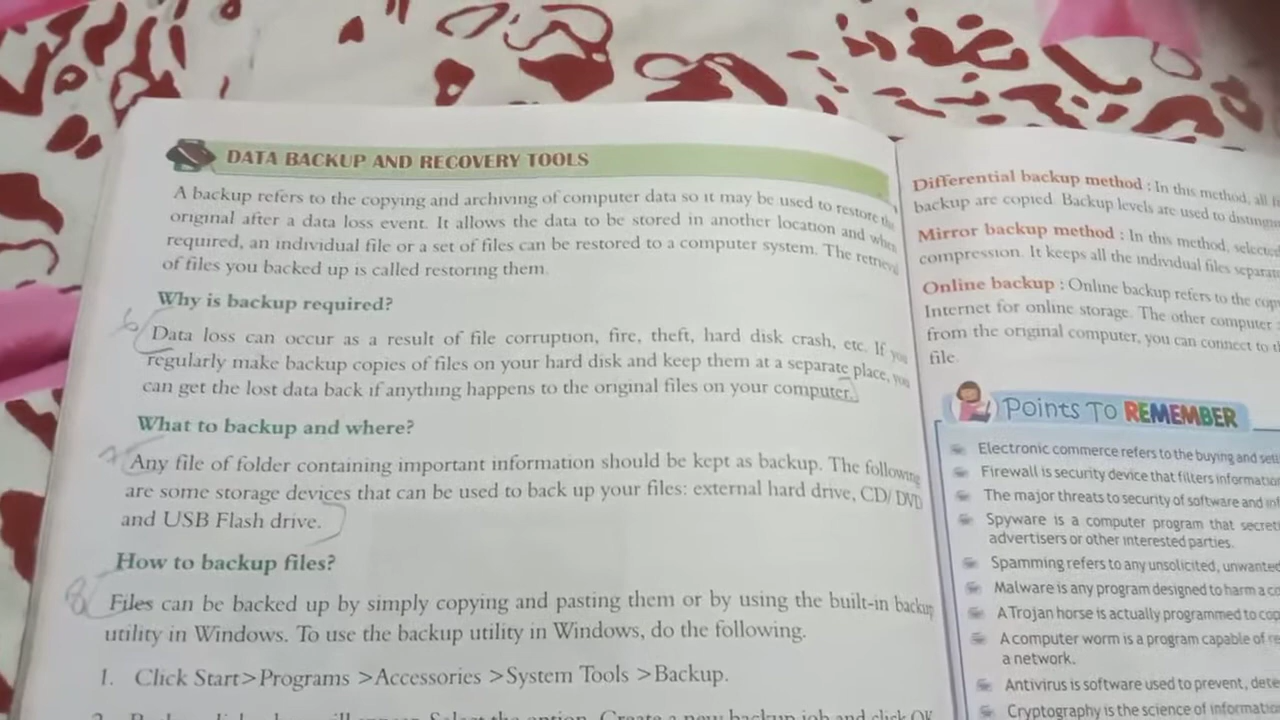 DATA BACKUP AND RECOVERY TOOLS
A backup refers to the copying and archiving of computer data so it may be used to restore the
original after a data loss event. It allows the data to be stored in another location and when
required, an individual file or a set of files can be restored to a computer system. The retrieval
of files you backed up is called restoring them.
Why is backup required?
6
Data loss can occur as a result of file corruption, fire, theft, hard disk crash, etc. If you
regularly make backup copies of files on your hard disk and keep them at a separate place, you
can get the lost data back if anything happens to the original files on your computer.
What to backup and where?
7
Any file of folder containing important information should be kept as backup. The following
are some storage devices that can be used to back up your files: external hard drive, CD/ DVD
and USB Flash drive.
How to backup files?
8
Files can be backed up by simply copying and pasting them or by using the built-in backup
utility in Windows. To use the backup utility in Windows, do the following.
1. Click Start>Programs >Accessories >System Tools >Backup.
Differential backup method : In this method, all
backup are copied. Backup levels are used to
Mirror backup method : In this method,
compression. It keeps all the individual files
Online backup : Online backup refers to the
Internet for online storage. The other computer
from the original computer, you can connect to
file.
Points To REMEMBER
Electronic commerce refers to the buying and
Firewall is security device that filters
The major threats to security of software and
Spyware is a computer program that
advertisers or other interested parties.
Spamming refers to any unsolicited, unwanted
Malware is any program designed to harm a
A Trojan horse is actually programmed to
A computer worm is a program capable of
a network.
Antivirus is software used to prevent,
Cryptography is the science of